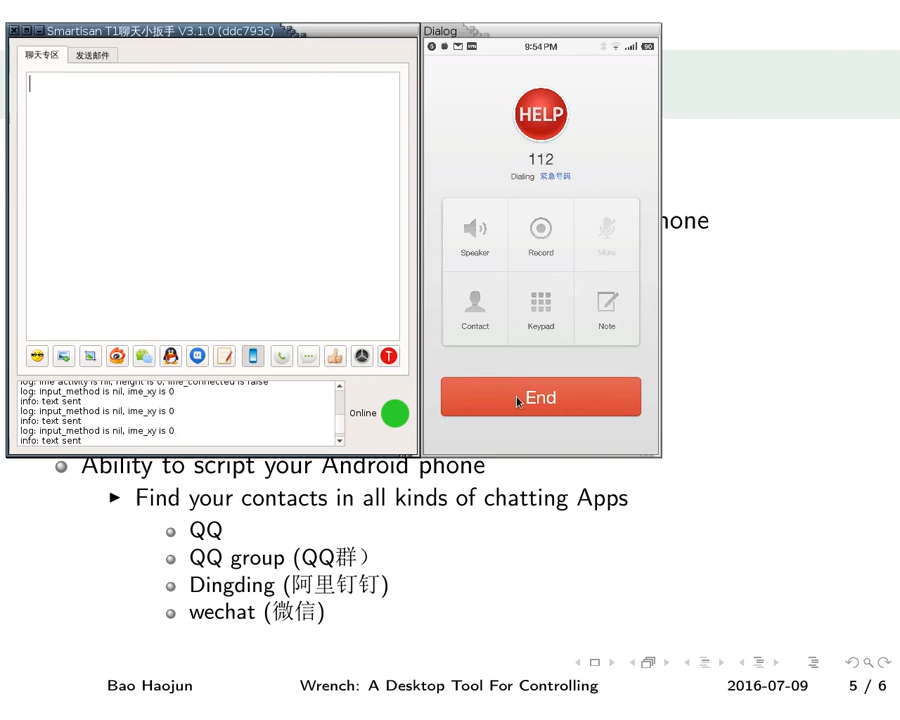 Smartisan T1聊天小扳手 V3.1.0 (ddc793c)
聊天专区 发送邮件
log: ime activity is nil, height is 0, ime_connected is false
log: input_method is nil, ime_xy is 0
info: text sent
log: input_method is nil, ime_xy is 0
info: text sent
log: input_method is nil, ime_xy is 0
info: text sent
Online
Dialog
9:54PM
90
HELP
112
Dialing 紧急号码
Speaker Record Mute
Contact Keypad Note
End
hone
Ability to script your Android phone
Find your contacts in all kinds of chatting Apps
QQ
QQ group (QQ群）
Dingding (阿里钉钉)
wechat (微信)
Bao Haojun Wrench: A Desktop Tool For Controlling 2016-07-09 5 / 6